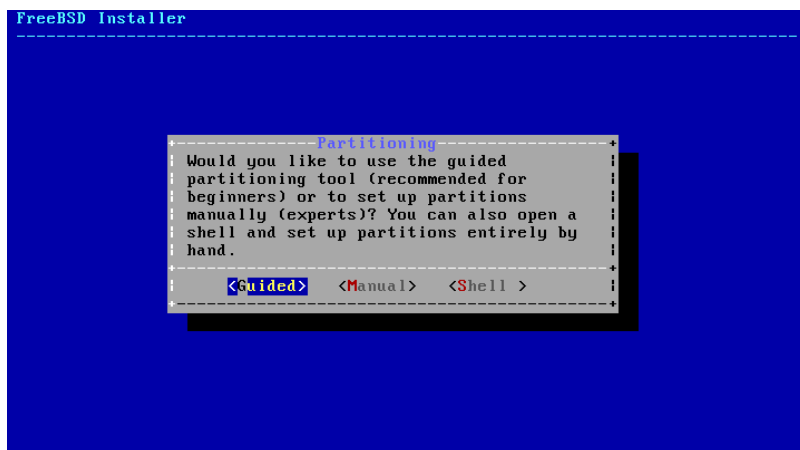 FreeBSD Installer
Partitioning
Would you like to use the guided
partitioning tool (recommended for
beginners) or to set up partitions
manually (experts)? You can also open a
shell and set up partitions entirely by
hand.
<Guided> <Manual> <Shell >